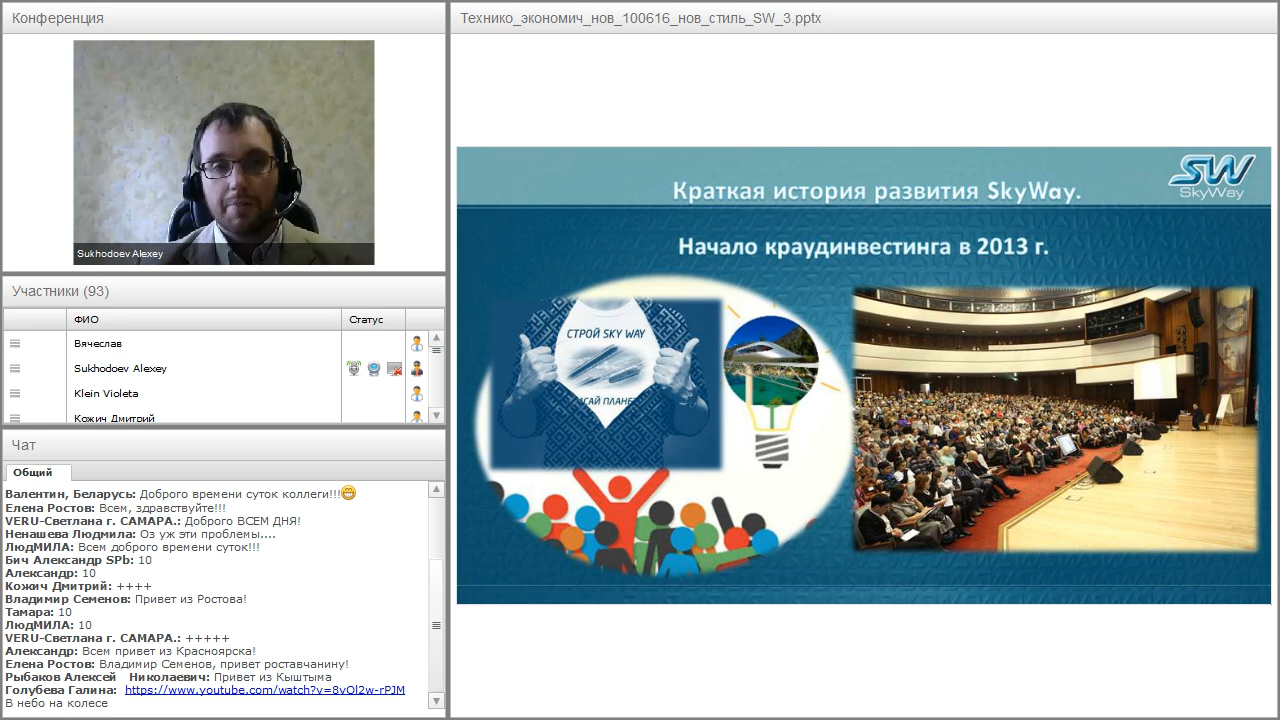 Конференция
Sukhodoev Alexey
Участники (93)
ФИО
Статус
Вячеслав
Sukhodoev Alexey
Klein Violeta
Кожич Дмитрий
Чат
Общий
Валентин, Беларусь: Доброго времени суток коллеги!!!
Елена Ростов: Всем, здравствуйте!!!
VERU-Светлана г. САМАРА.: Доброго ВСЕМ ДНЯ!
Ненашева Людмила: Оз уж эти проблемы....
ЛюдМИЛА: Всем доброго времени суток!!!
Бич Александр SPb: 10
Александр: 10
Кожич Дмитрий: ++++
Владимир Семенов: Привет из Ростова!
Тамара: 10
ЛюдМИЛА: 10
VERU-Светлана г. САМАРА.: +++++
Александр: Всем привет из Красноярска!
Елена Ростов: Владимир Семенов, привет роставчанину!
Рыбаков Алексей Николаевич: Привет из Кыштыма
Голубева Галина: https://www.youtube.com/watch?v=8vOl2w-rPJM
В небо на колесе
Технико_экономич_нов_100616_нов_стиль_SW_3.pptx
SW
SkyWay
Краткая история развития SkyWay.
Начало краудинвестинга в 2013 г.
СТРОЙ SKY WAY